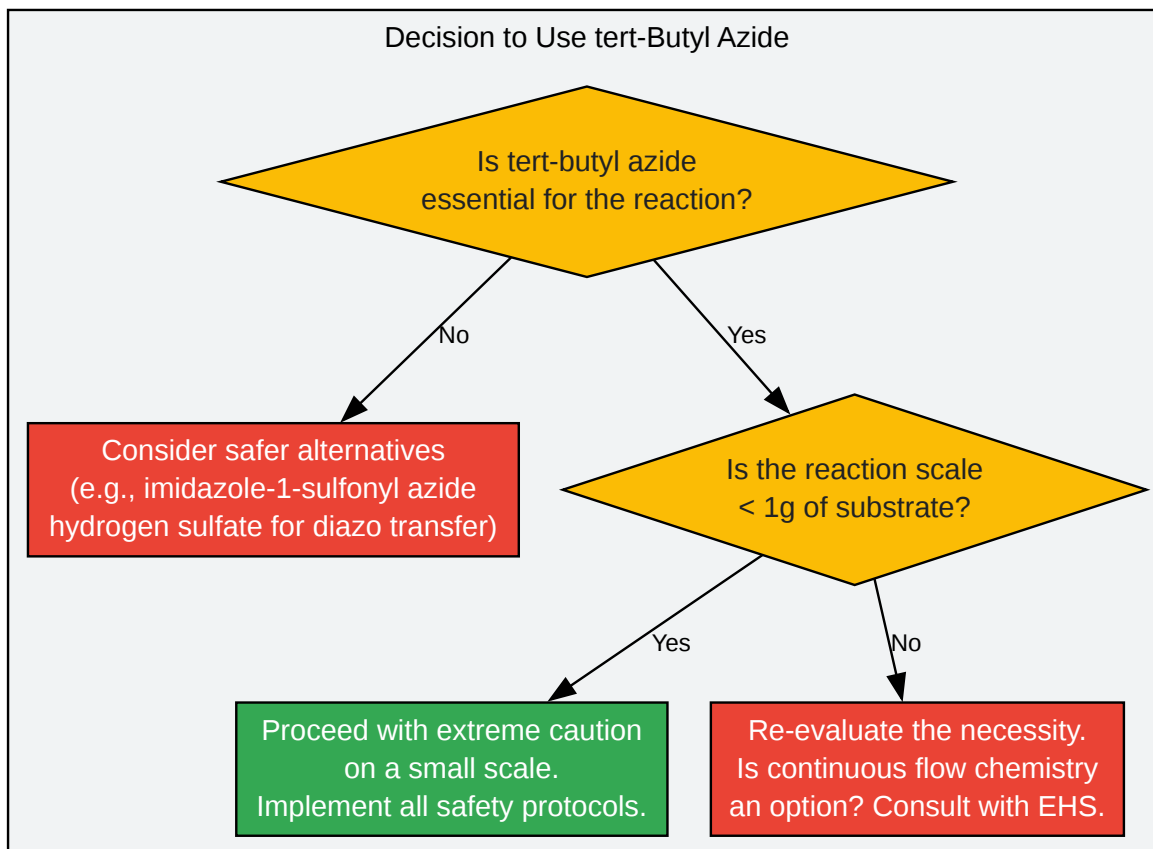 Decision to Use tert-Butyl Azide
Is tert-butyl azide
essential for the reaction?
No
Yes
Consider safer alternatives
(e.g., imidazole-1-sulfonyl azide
hydrogen sulfate for diazo transfer)
Is the reaction scale
< 1g of substrate?
Yes
No
Proceed with extreme caution
on a small scale.
Implement all safety protocols.
Re-evaluate the necessity.
Is continuous flow chemistry
an option? Consult with EHS.